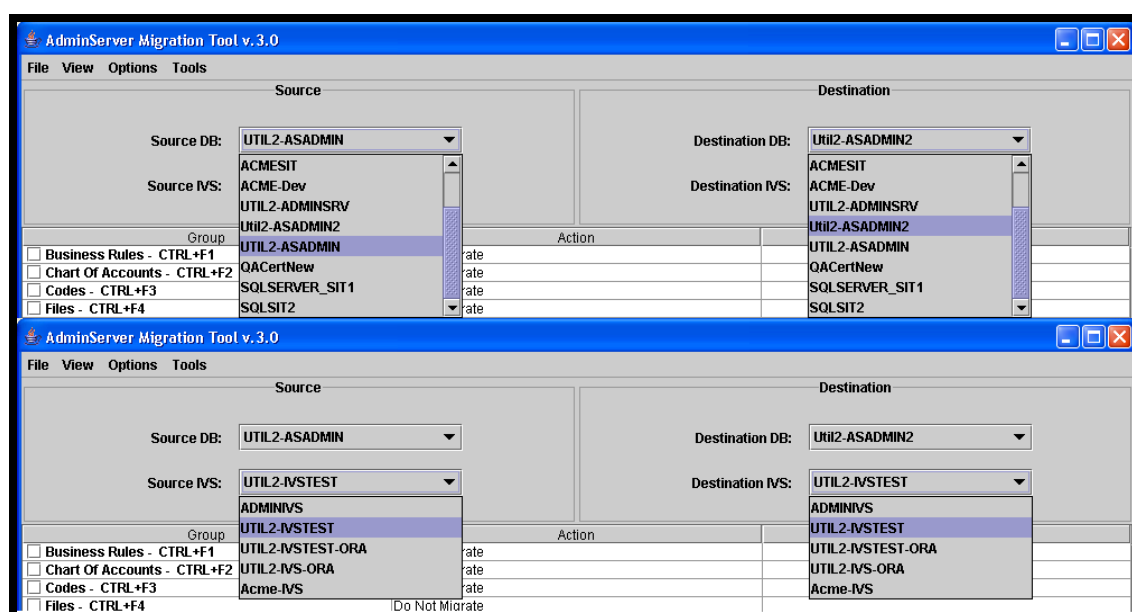 AdminServer Migration Tool v.3.0
File View Options Tools
Source Destination
Source DB: UTIL2-ASADMIN Destination DB: Util2-ASADMIN2
ACMESIT ACMESIT
Source IVS: ACME-Dev Destination IVS: ACME-Dev
UTIL2-ADMINSRV UTIL2-ADMINSRV
Util2-ASADMIN2 Util2-ASADMIN2
Group UTIL2-ASADMIN Action UTIL2-ASADMIN
Business Rules - CTRL+F1 rate
Chart Of Accounts - CTRL+F2 QACertNew rate QACertNew
Codes - CTRL+F3 SQLSERVER_SIT1 rate SQLSERVER_SIT1
Files - CTRL+F4 SQLSIT2 rate SQLSIT2
AdminServer Migration Tool v.3.0
File View Options Tools
Source Destination
Source DB: UTIL2-ASADMIN Destination DB: Util2-ASADMIN2
Source IVS: UTIL2-IVSTEST Destination IVS: UTIL2-IVSTEST
ADMINIVS ADMINIVS
Group UTIL2-IVSTEST Action UTIL2-IVSTEST
Business Rules - CTRL+F1 UTIL2-IVSTEST-ORA rate UTIL2-IVSTEST-ORA
Chart Of Accounts - CTRL+F2 UTIL2-IVS-ORA rate UTIL2-IVS-ORA
Codes - CTRL+F3 Acme-IVS rate Acme-IVS
Files - CTRL+F4 Do Not Migrate